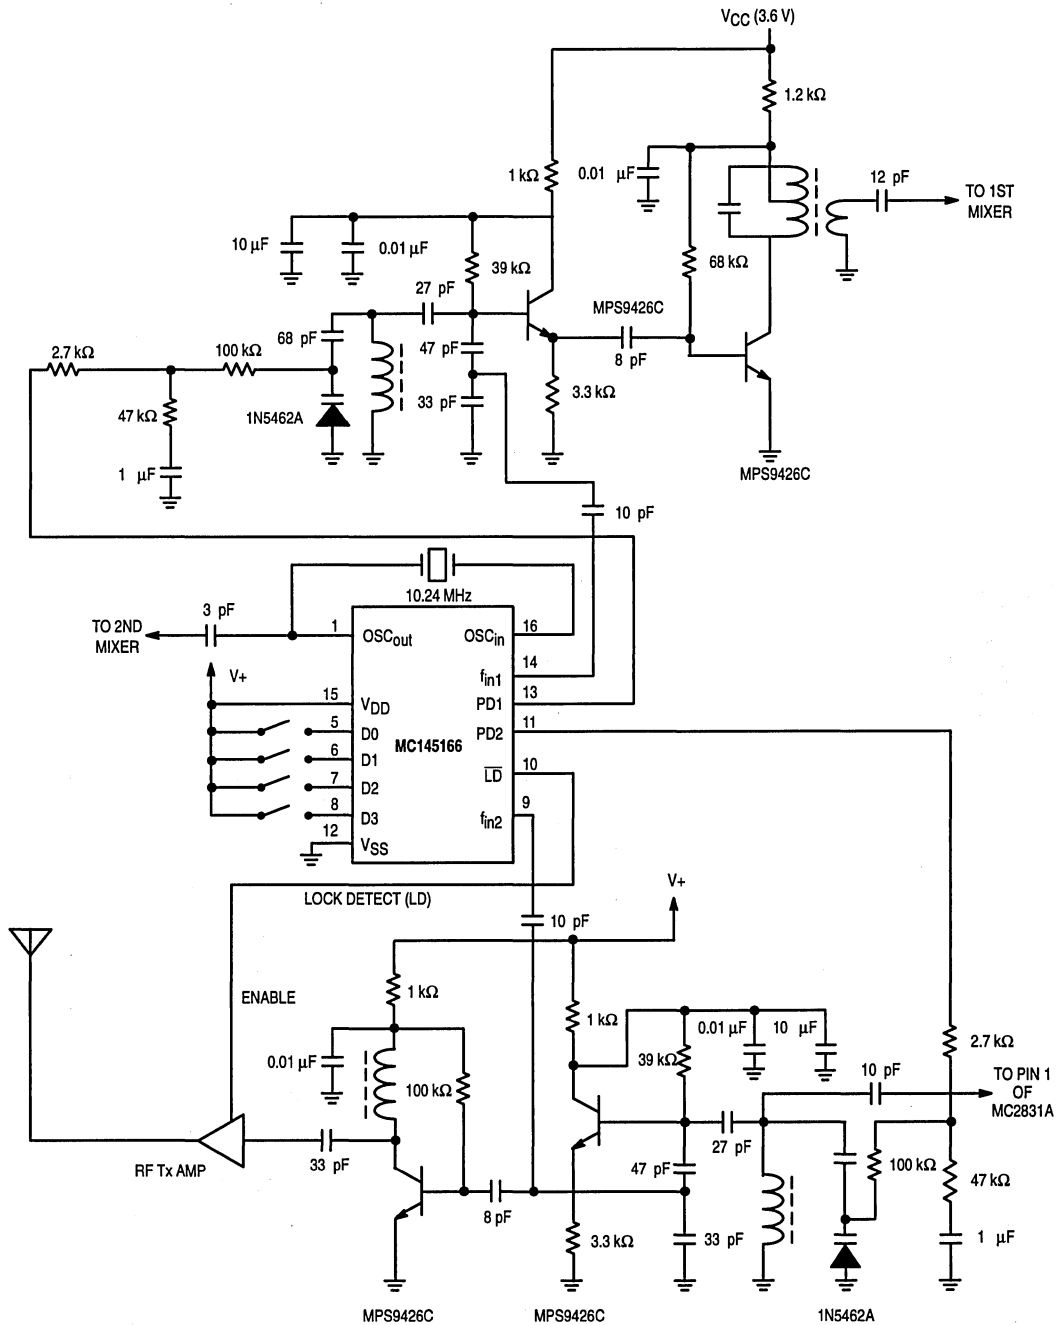 VCC (3.6 V)
1.2 kΩ
1 kΩ
0.01 μF
12 pF
TO 1ST
MIXER
10 μF
0.01 μF
39 kΩ
68 kΩ
27 pF
MPS9426C
68 pF
47 pF
8 pF
2.7 kΩ
100 kΩ
3.3 kΩ
47 kΩ
1N5462A
33 pF
1 μF
MPS9426C
10 pF
10.24 MHz
3 pF
TO 2ND
MIXER
1
OSCout
OSCin
16
V+
fin1
14
15
VDD
PD1
13
5
D0
PD2
11
MC145166
6
D1
7
D2
LD
10
8
D3
fin2
9
12
VSS
LOCK DETECT (LD)
V+
10 pF
ENABLE
1 kΩ
1 kΩ
0.01 μF
10 μF
0.01 μF
39 kΩ
2.7 kΩ
100 kΩ
10 pF
TO PIN 1
OF
MC2831A
27 pF
RF Tx AMP
33 pF
47 pF
100 kΩ
47 kΩ
8 pF
3.3 kΩ
33 pF
1 μF
MPS9426C
MPS9426C
1N5462A